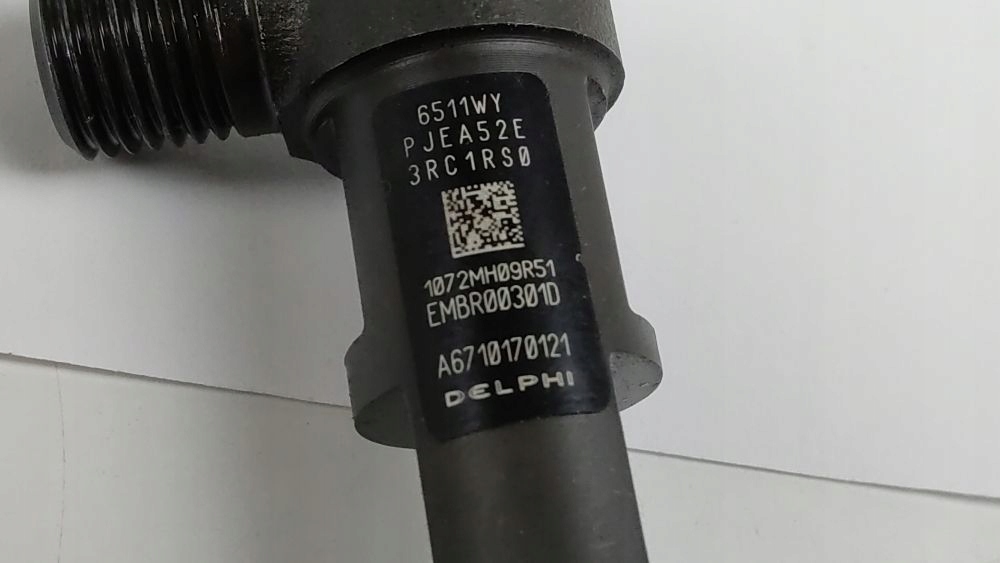 6511WY
PJEA52E
3RC1RS0
1072MH09R51
EMBR00301D
A6710170121
DELPHI